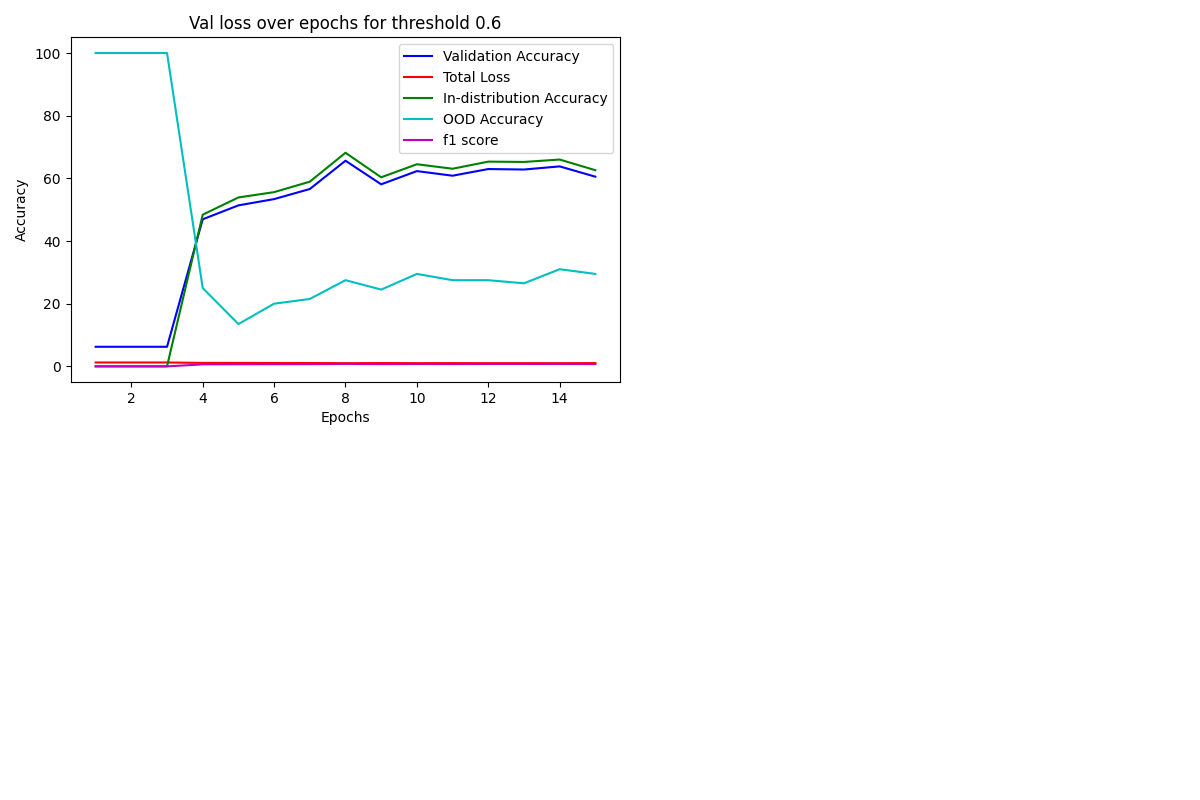 Val loss over epochs for threshold 0.6
Validation Accuracy
Total Loss
In-distribution Accuracy
OOD Accuracy
f1 score
100
80
60
40
20
0
Accuracy
2 4 6 8 10 12 14
Epochs